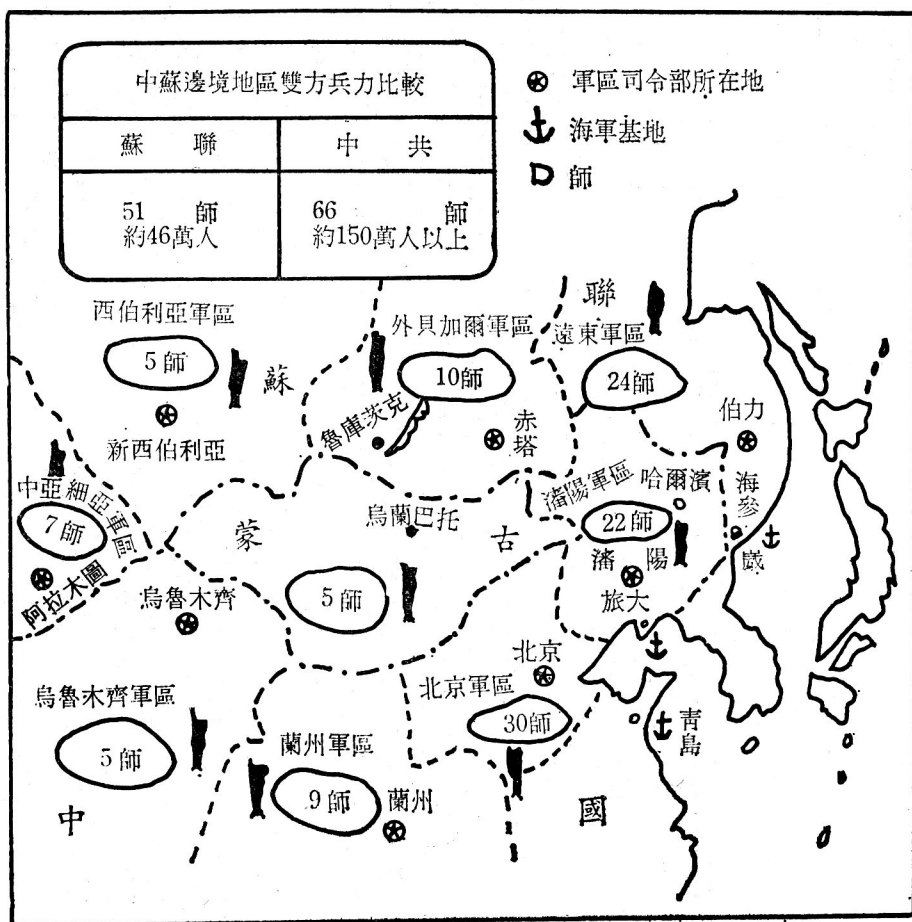 中蘇邊境地區雙方兵力比較
蘇聯
中共
51師
約46萬人
66師
約150萬人以上
軍區司令部所在地
海軍基地
師
西伯利亞軍區
5師
蘇
新西伯利亞
外貝加爾軍區
10師
魯庫茨克
赤塔
聯
遠東軍區
24師
伯力
海參
崴
中亞細亞軍區
7師
阿拉木圖
蒙
烏蘭巴托
古
5師
瀋陽軍區
哈爾濱
22師
瀋陽
旅大
烏魯木齊
烏魯木齊軍區
5師
北京
北京軍區
30師
青島
蘭州軍區
9師
蘭州
中
國